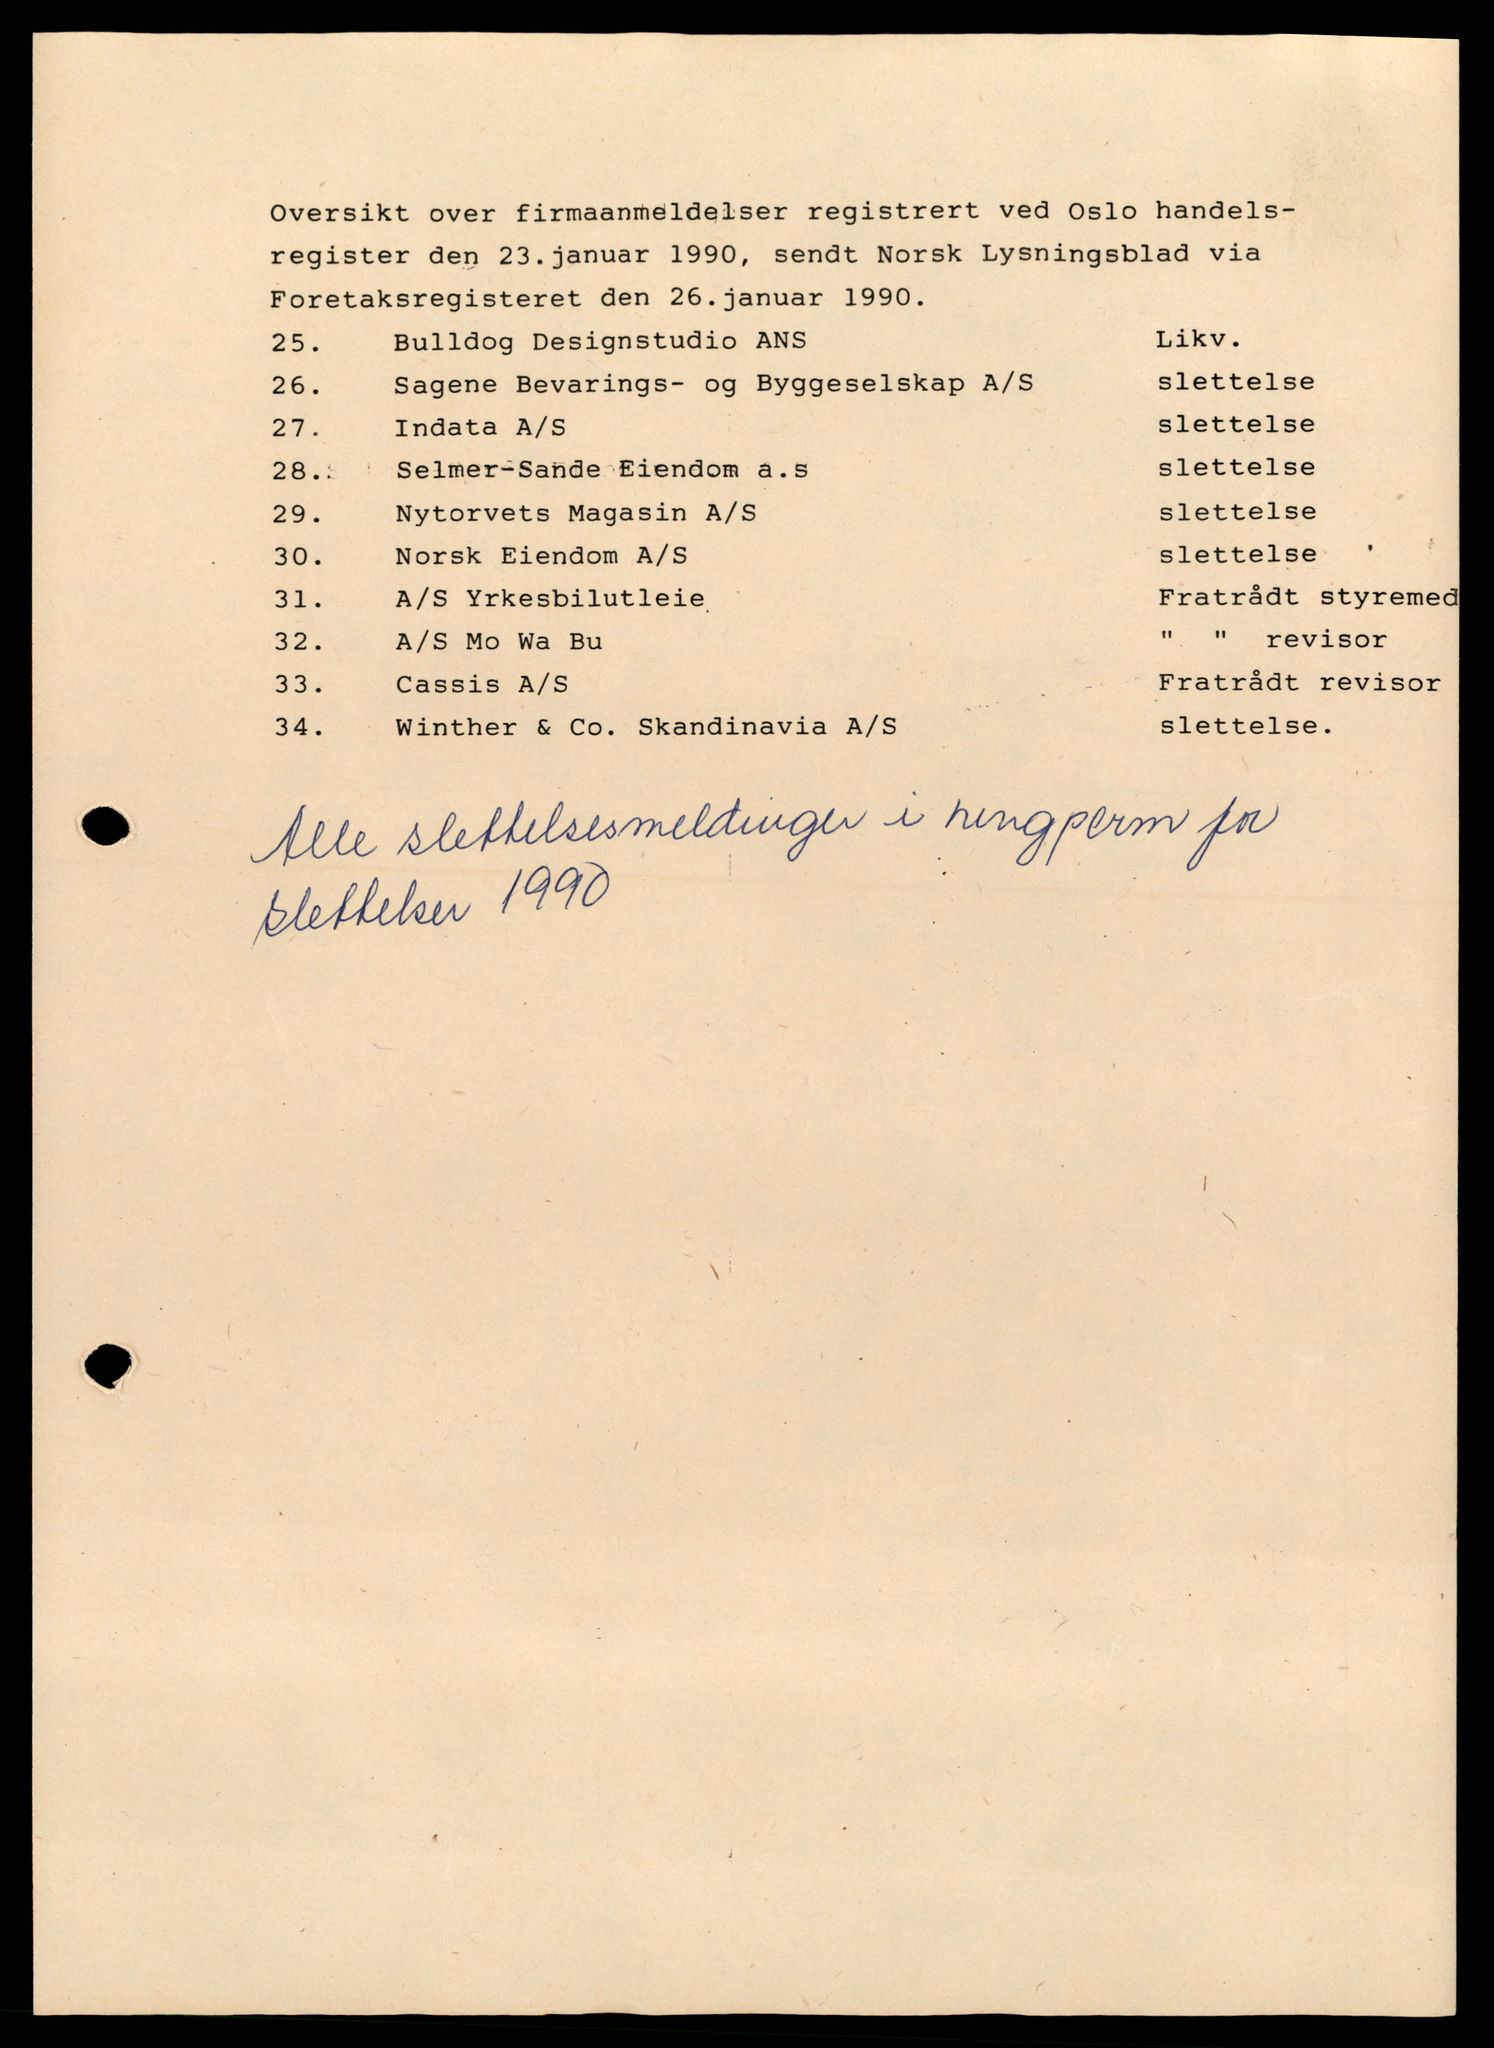 Oversikt over firmaanmeldelser registrert ved Oslo handels-
register den 23.januar 1990, sendt Norsk Lysningsblad via
Foretaksregisteret den 26.januar 1990.
25. Bulldog Designstudio ANS Likv.
26. Sagene Bevarings- og Byggeselskap A/S slettelse
27. Indata A/S slettelse
28. Selmer-Sande Eiendom a.s slettelse
29. Nytorvets Magasin A/S slettelse
30. Norsk Eiendom A/S slettelse
31. A/S Yrkesbilutleie Fratrådt styremed
32. A/S Mo Wa Bu " " revisor
33. Cassis A/S Fratrådt revisor
34. Winther & Co. Skandinavia A/S slettelse.
Alle slettelsesmeldinger i ringperm for
slettelser 1990